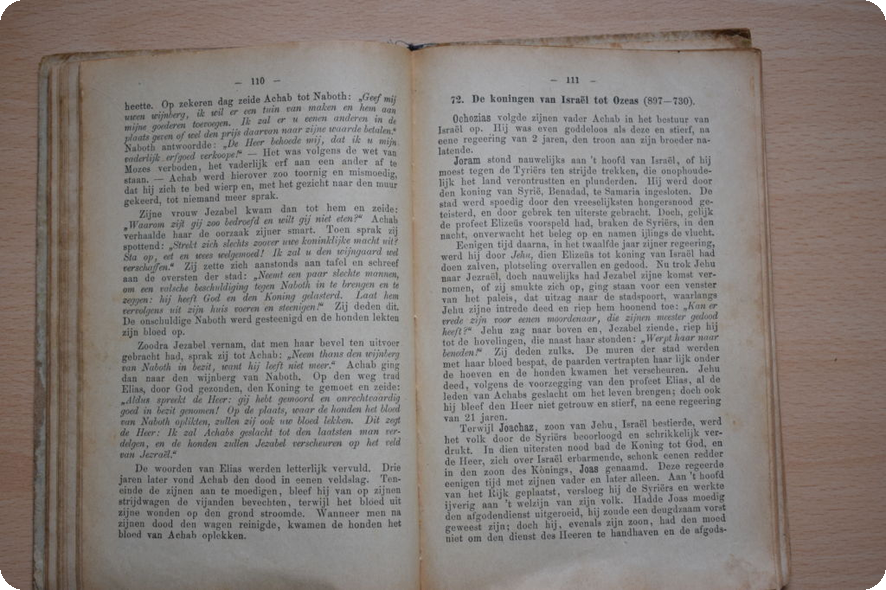 — 110 —
heette. Op zekeren dag zeide Achab tot Naboth: „Geef mij
uwen wijnberg, ik wil er een tuin van maken en hem aan
mijne goederen toevoegen. Ik zal er u eenen anderen in de
plaats geven of wel den prijs daarvan naar zijne waarde betalen.“
Naboth antwoordde: „De Heer behoede mij, dat ik u mijn
vaderlijk erfgoed verkoope!“ — Het was volgens de wet van
Mozes verboden, het vaderlijk erf aan een ander af te
staan. — Achab werd hierover zoo toornig en mismoedig,
dat hij zich te bed wierp en, met het gezicht naar den muur
gekeerd, tot niemand meer sprak.
Zijne vrouw Jezabel kwam dan tot hem en zeide:
„Waarom zijt gij zoo bedroefd en wilt gij niet eten?“ Achab
verhaalde haar de oorzaak zijner smart. Toen sprak zij
spottend: „Strekt zich slechts zoover uwe koninklijke macht uit?
Sta op, eet en wees welgemoed! Ik zal u den wijngaard wel
verschaffen.“ Zij zette zich aanstonds aan tafel en schreef
aan de oversten der stad: „Neemt een paar slechte mannen,
om een valsche beschuldiging tegen Naboth in te brengen en te
zeggen: hij heeft God en den Koning gelasterd. Laat hem
vervolgens uit zijn huis voeren en steenigen!“ Zij deden dit.
De onschuldige Naboth werd gesteenigd en de honden lekten
zijn bloed op.
Zoodra Jezabel vernam, dat men haar bevel ten uitvoer
gebracht had, sprak zij tot Achab: „Neem thans den wijnberg
van Naboth in bezit, want hij leeft niet meer.“ Achab ging
dan naar den wijnberg van Naboth. Op den weg trad
Elias, door God gezonden, den Koning te gemoet en zeide:
„Aldus spreekt de Heer: gij hebt gemoord en onrechtvaardig
goed in bezit genomen! Op de plaats, waar de honden het bloed
van Naboth oplikten, zullen zij ook uw bloed lekken. Dit zegt
de Heer: Ik zal Achabs geslacht tot den laatsten man ver-
delgen, en de honden zullen Jezabel verscheuren op het veld
van Jezraël.“
De woorden van Elias werden letterlijk vervuld. Drie
jaren later vond Achab den dood in eenen veldslag. Ten-
einde de zijnen aan te moedigen, bleef hij van op zijnen
strijdwagen de vijanden bevechten, terwijl het bloed uit
zijne wonden op den grond stroomde. Wanneer men na
zijnen dood den wagen reinigde, kwamen de honden het
bloed van Achab oplekken.
— 111 —
72. De koningen van Israël tot Ozeas (897—730).
Ochozias volgde zijnen vader Achab in het bestuur van
Israël op. Hij was even goddeloos als deze en stierf, na
eene regeering van 2 jaren, den troon aan zijn broeder na-
latende.
Joram stond nauwelijks aan 't hoofd van Israël, of hij
moest tegen de Tyriërs ten strijde trekken, die onophoude-
lijk het land verontrustten en plunderden. Hij werd door
den koning van Syrië, Benadad, te Samaria ingesloten. De
stad werd spoedig door den vreeselijksten hongersnood ge-
teisterd, en door gebrek ten uiterste gebracht. Doch, gelijk
de profeet Elizeüs voorspeld had, braken de Syriërs, in den
nacht, onverwacht het beleg op en namen ijlings de vlucht.
Eenigen tijd daarna, in het twaalfde jaar zijner regeering,
werd hij door Jehu, dien Elizeüs tot koning van Israël had
doen zalven, plotseling overvallen en gedood. Nu trok Jehu
naar Jezraël, doch nauwelijks had Jezabel zijne komst ver-
nomen, of zij smukte zich op, ging staan voor een venster
van het paleis, dat uitzag naar de stadspoort, waarlangs
Jehu zijne intrede deed en riep hem hoonend toe: „Kan er
vrede zijn voor eenen moordenaar, die zijnen meester gedood
heeft?“ Jehu zag naar boven en, Jezabel ziende, riep hij
tot de hovelingen, die naast haar stonden: „Werpt haar naar
beneden!“ Zij deden zulks. De muren der stad werden
met haar bloed bespat, de paarden vertrapten haar lijk onder
de hoeven en de honden kwamen het verscheuren. Jehu
deed, volgens de voorzegging van den profeet Elias, al de
leden van Achabs geslacht om het leven brengen; doch ook
hij bleef den Heer niet getrouw en stierf, na eene regeering
van 21 jaren.
Terwijl Joachaz, zoon van Jehu, Israël bestierde, werd
het volk door de Syriërs beoorloogd en schrikkelijk ver-
drukt. In dien uitersten nood bad de Koning tot God, en
de Heer, zich over Israël erbarmende, schonk eenen redder
in den zoon des Konings, Joas genaamd. Deze regeerde
eenigen tijd met zijnen vader en later alleen. Aan 't hoofd
van het Rijk geplaatst, versloeg hij de Syriërs en werkte
ijverig aan 't welzijn van zijn volk. Hadde Joas moedig
den afgodendienst uitgeroeid, hij zoude een deugdzaam vorst
geweest zijn; doch hij, evenals zijn zoon, had den moed
niet om den dienst des Heeren te handhaven en de afgods-